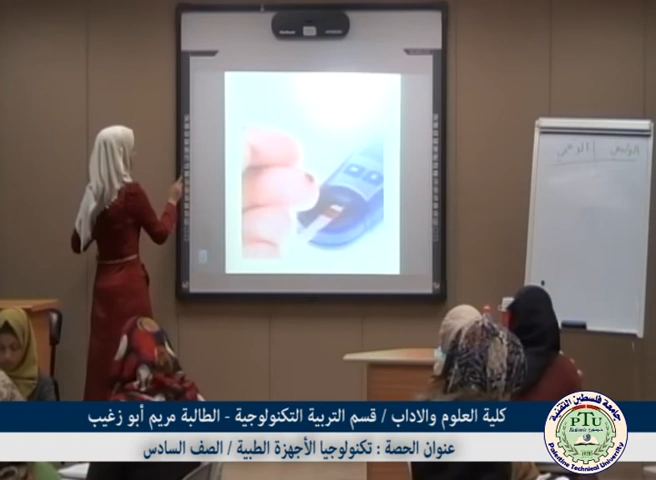 كلية العلوم والاداب / قسم التربية التكنولوجية - الطالبة مريم أبو زغيب
عنوان الحصة : تكنولوجيا الأجهزة الطبية / الصف السادس
جامعة فلسطين التقنية
PTU
Palestine Technical University